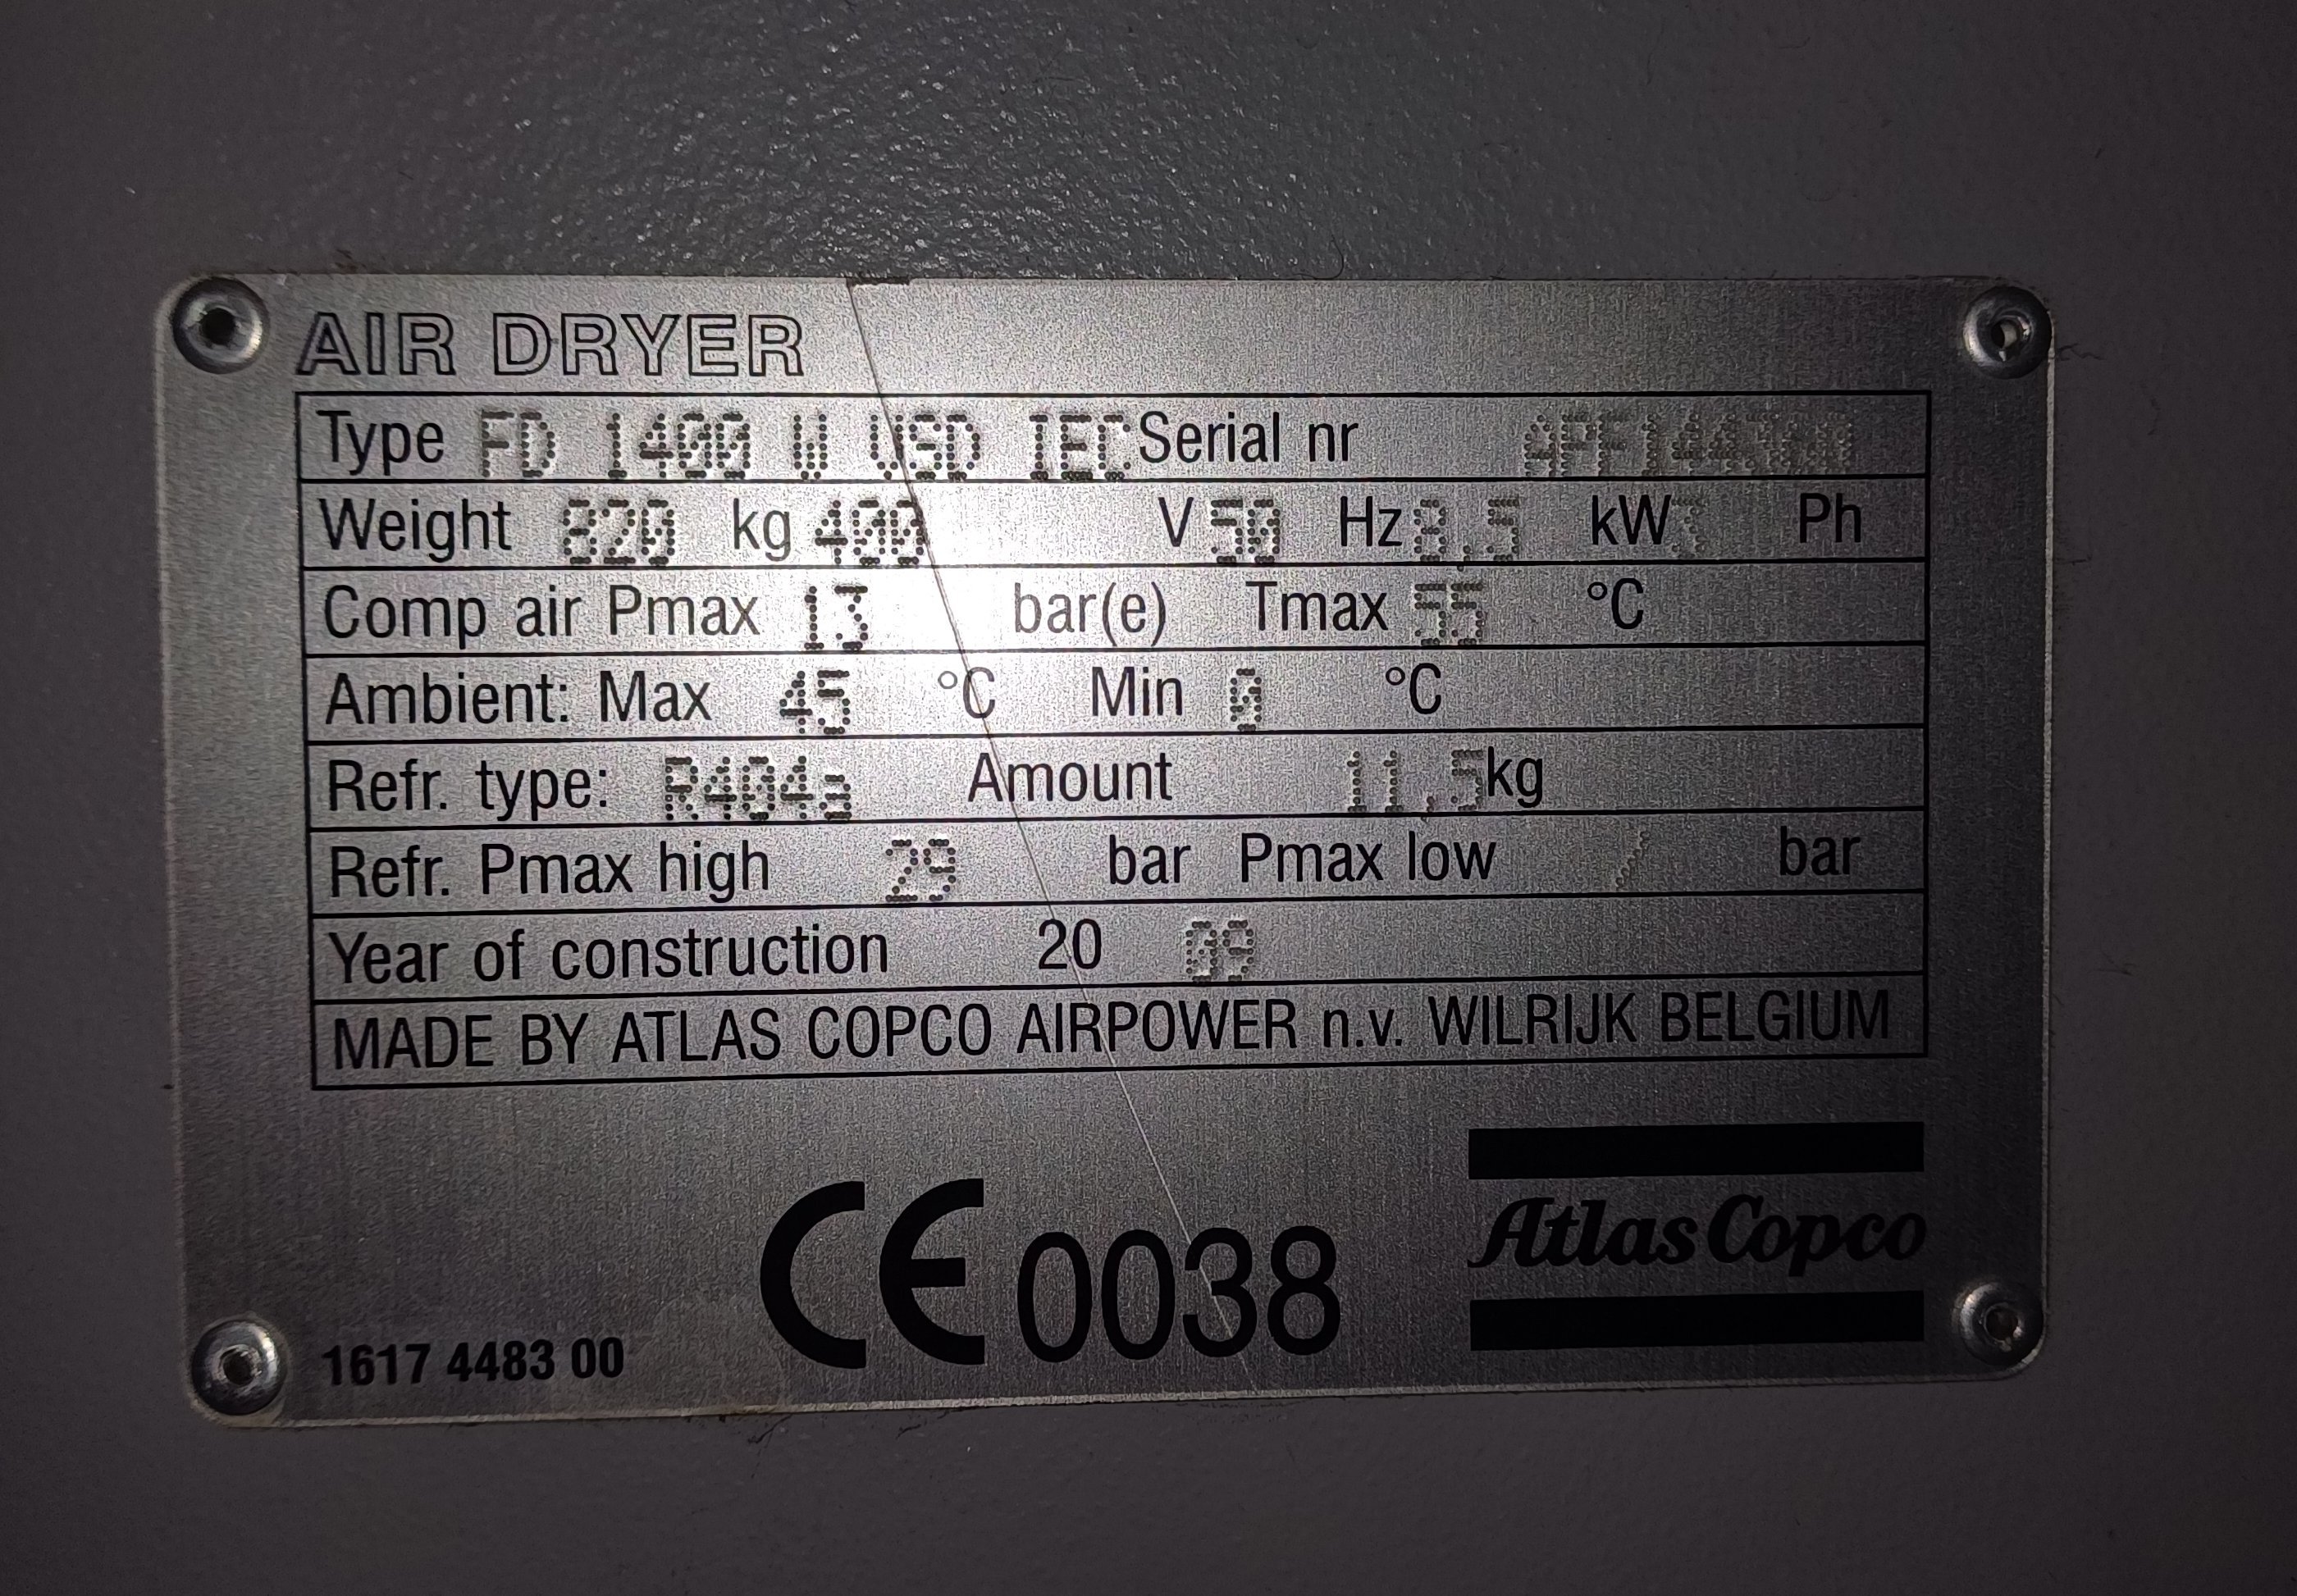 AIR DRYER
Type FD 1400 W VSD IEC Serial nr
Weight 820 kg 400 V 50 Hz 8,5 kW 3 Ph
Comp air Pmax 13 bar(e) Tmax 55 °C
Ambient: Max 45 °C Min 0 °C
Refr. type: R404a Amount 11,5 kg
Refr. Pmax high 29 bar Pmax low / bar
Year of construction 20 09
MADE BY ATLAS COPCO AIRPOWER n.v. WILRIJK BELGIUM
CE 0038
Atlas Copco
1617 4483 00